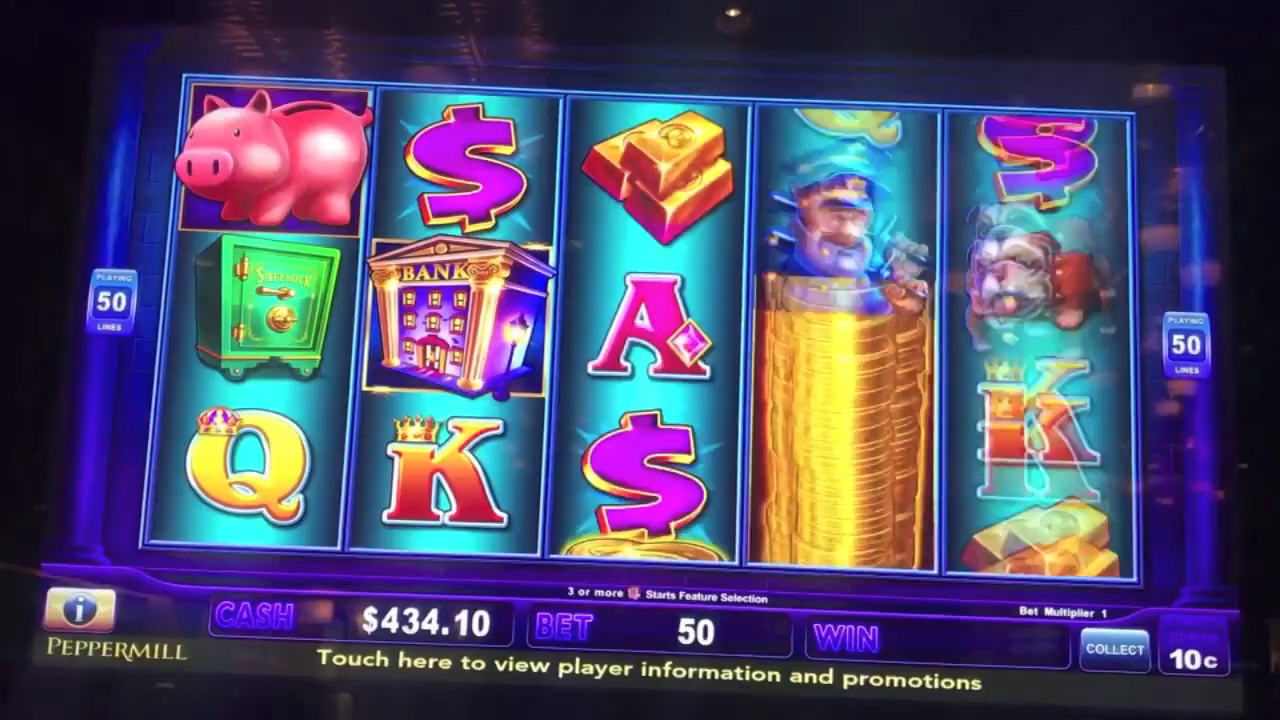 $
Q
$
SAFELOCK
BANK
A
PLAYING
50
LINES
PLAYING
50
LINES
Q
K
$
K
3 or more Starts Feature Selection
Bet Multiplier 1
CASH
$434.10
BET
50
WIN
COLLECT
10c
PEPPERMILL
Touch here to view player information and promotions